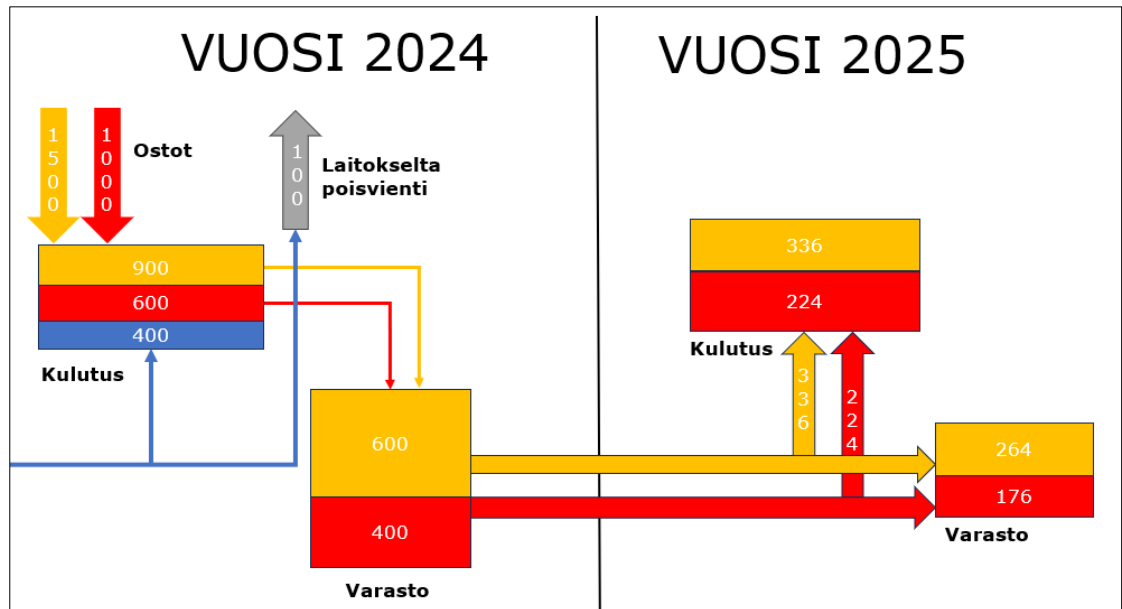 VUOSI 2024
VUOSI 2025
1500
1000
Ostot
100
Laitokselta
poisvienti
900
600
400
Kulutus
600
400
Varasto
336
224
Kulutus
336
224
264
176
Varasto